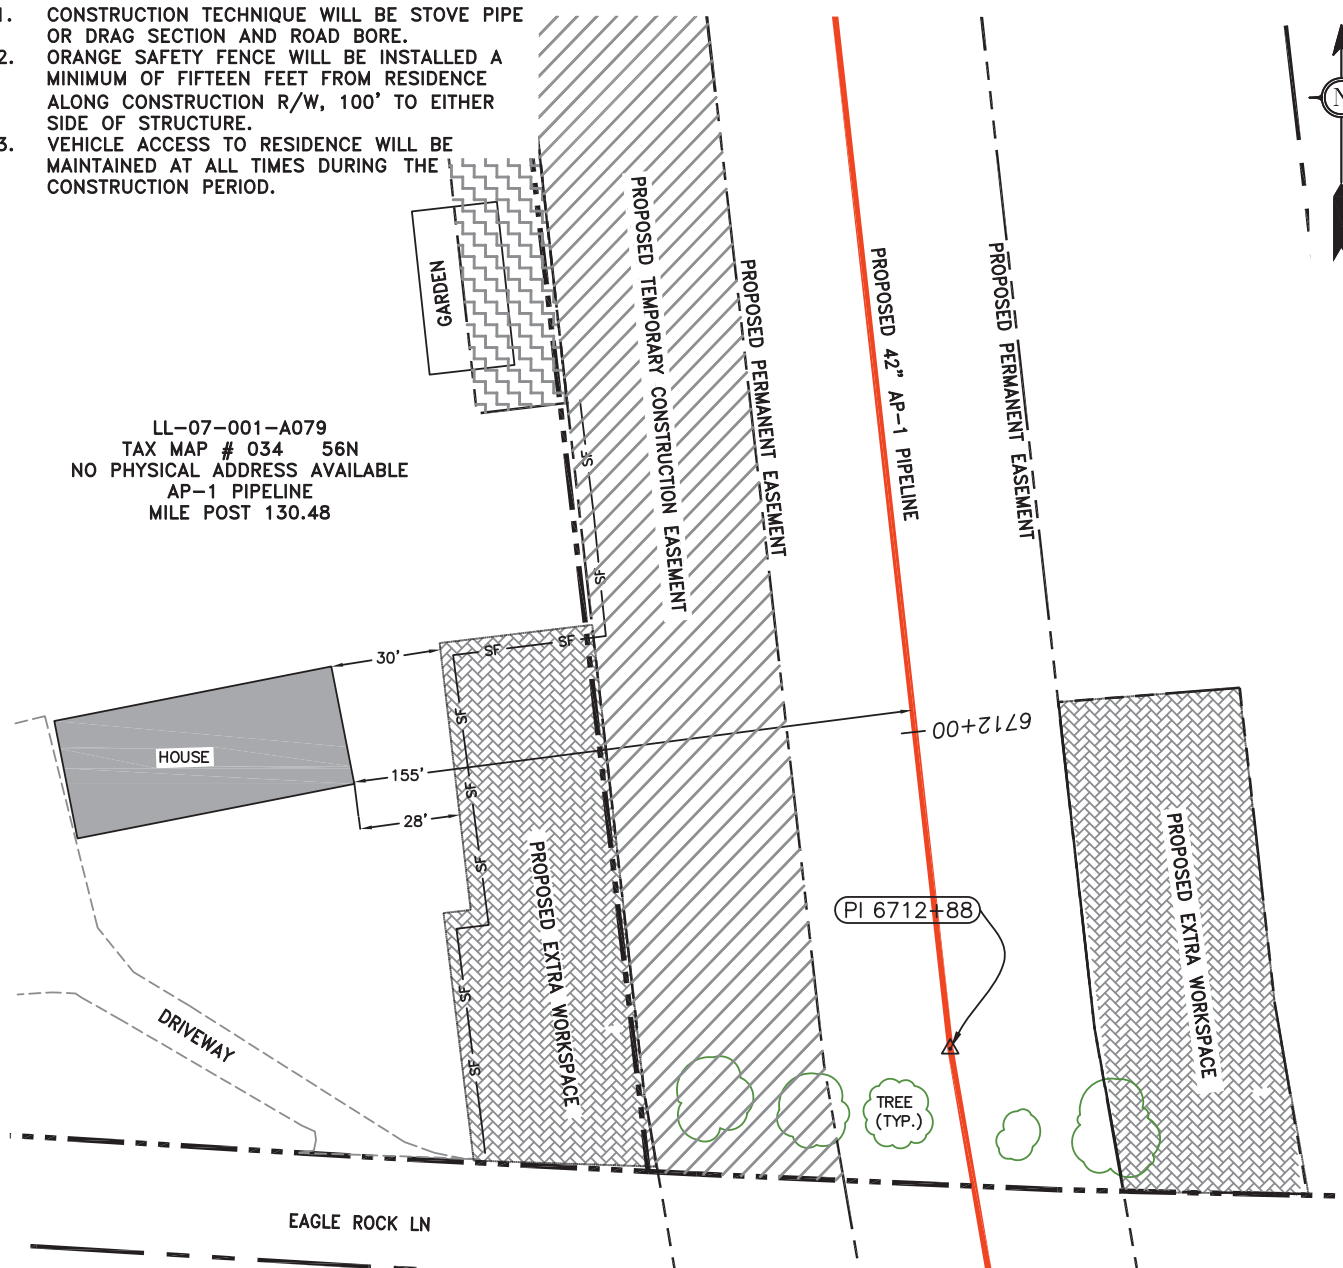 1. CONSTRUCTION TECHNIQUE WILL BE STOVE PIPE
OR DRAG SECTION AND ROAD BORE.
2. ORANGE SAFETY FENCE WILL BE INSTALLED A
MINIMUM OF FIFTEEN FEET FROM RESIDENCE
ALONG CONSTRUCTION R/W, 100' TO EITHER
SIDE OF STRUCTURE.
3. VEHICLE ACCESS TO RESIDENCE WILL BE
MAINTAINED AT ALL TIMES DURING THE
CONSTRUCTION PERIOD.
N
GARDEN
PROPOSED TEMPORARY CONSTRUCTION EASEMENT
PROPOSED PERMANENT EASEMENT
PROPOSED 42" AP-1 PIPELINE
PROPOSED PERMANENT EASEMENT
LL-07-001-A079
TAX MAP # 034 56N
NO PHYSICAL ADDRESS AVAILABLE
AP-1 PIPELINE
MILE POST 130.48
SF
SF
SF
SF
30'
SF
6712+00
HOUSE
155'
SF
28'
SF
PROPOSED EXTRA WORKSPACE
PROPOSED EXTRA WORKSPACE
PI 6712+88
SF
DRIVEWAY
SF
TREE
(TYP.)
EAGLE ROCK LN